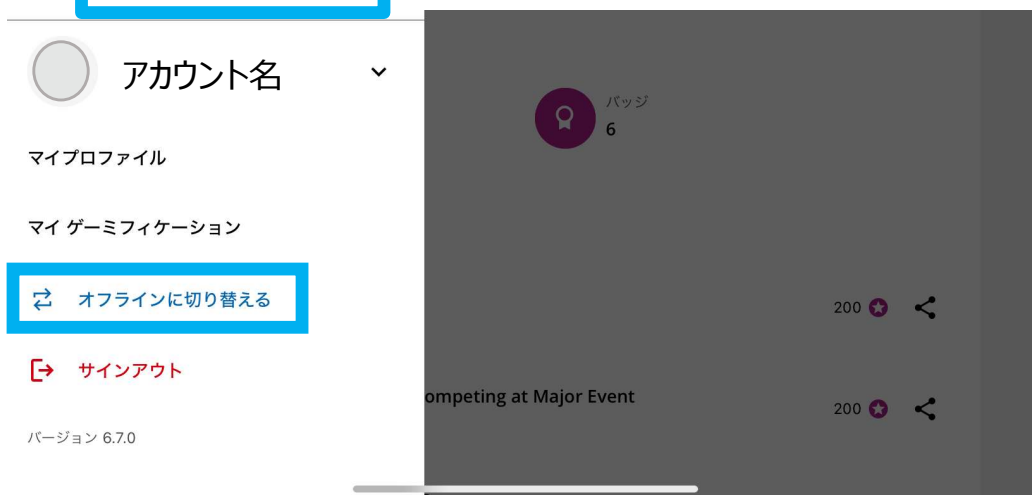 アカウント名
マイプロファイル
マイ ゲーミフィケーション
オフラインに切り替える
サインアウト
バージョン 6.7.0
バッジ
6
200
ompeting at Major Event
200